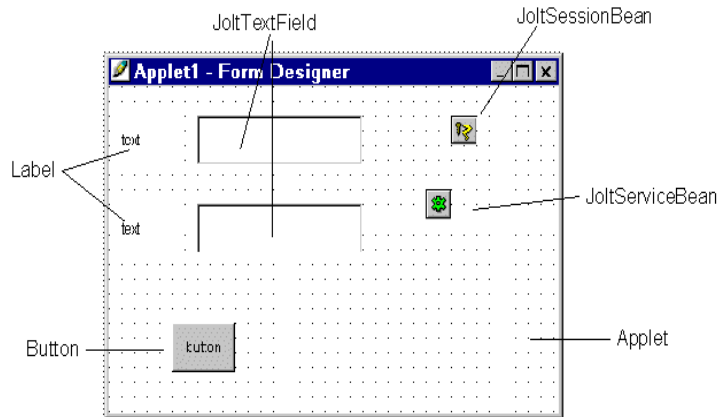 JoltTextField
JoltSessionBean
Applet1 - Form Designer
text
Label
JoltServiceBean
text
Button
button
Applet